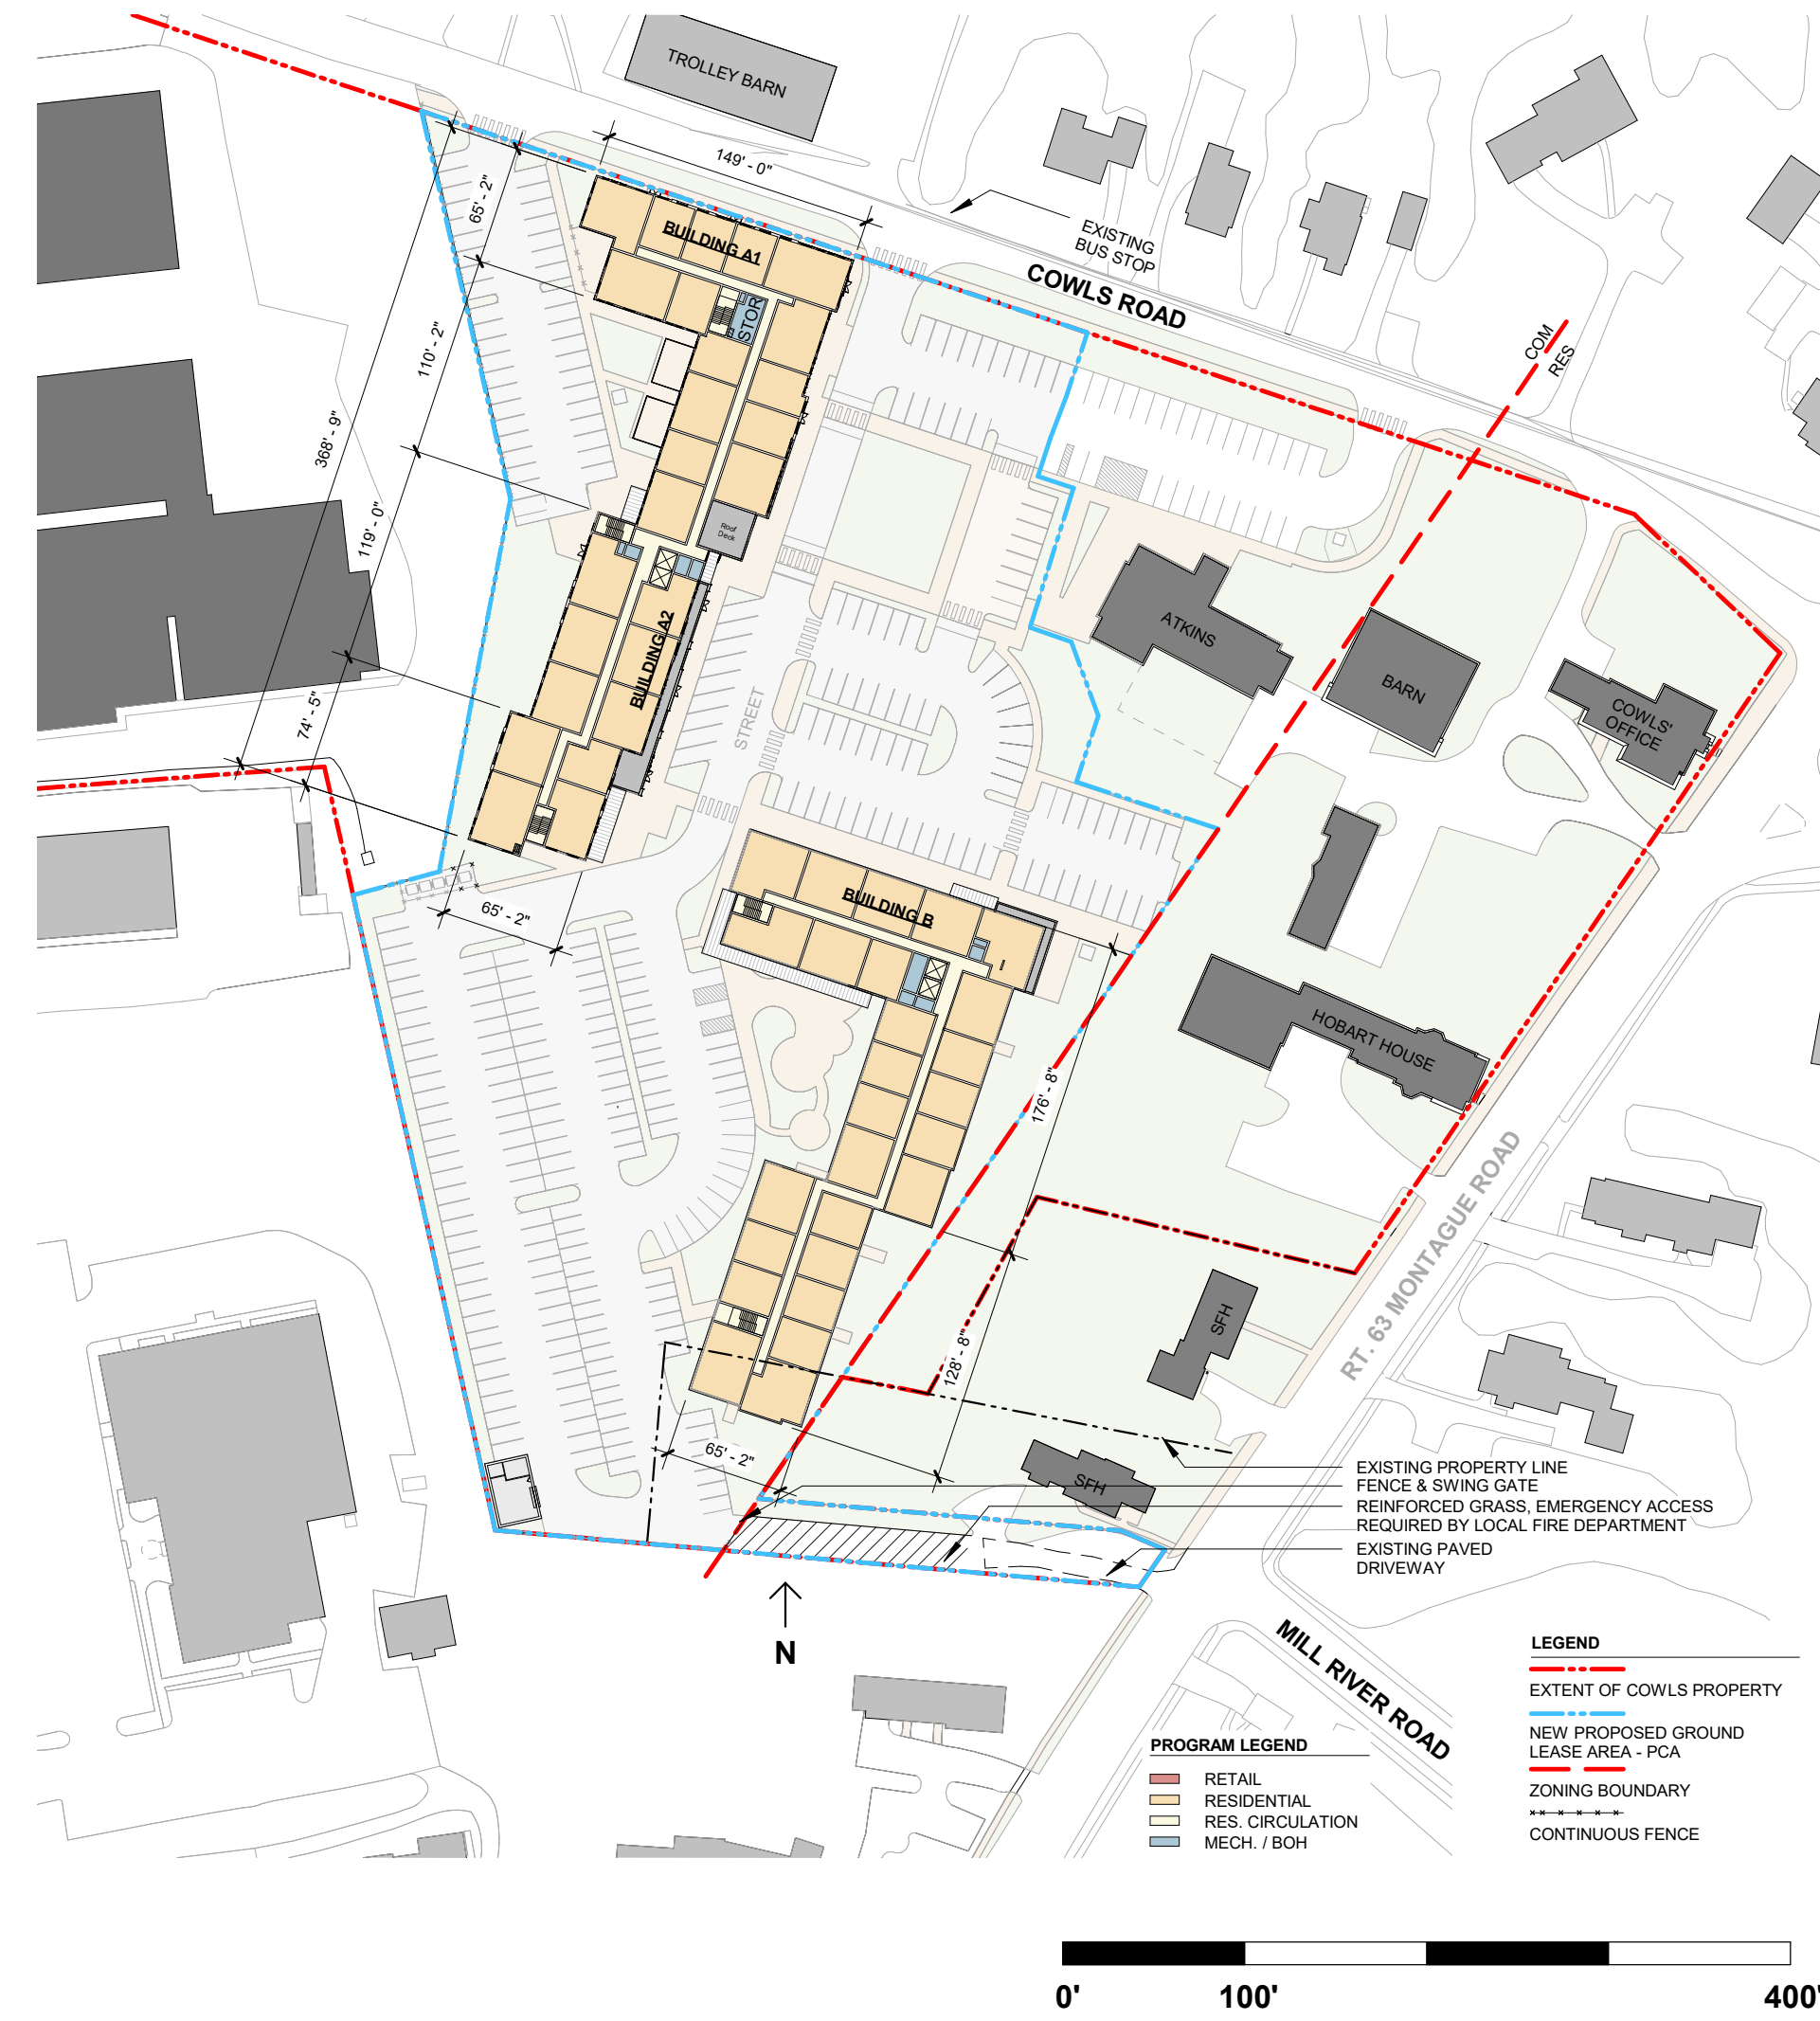 TROLLEY BARN
149' - 0"
65' - 2"
BUILDING A1
EXISTING
BUS STOP
COWLS ROAD
STOR
COM
RES
110' - 2"
368' - 9"
119' - 0"
Roof
Deck
ATKINS
BARN
BUILDING A2
COWLS'
OFFICE
STREET
74' - 5"
65' - 2"
BUILDING B
HOBART HOUSE
176' - 8"
RT. 63 MONTAGUE ROAD
SFH
128' - 8"
65' - 2"
SFH
EXISTING PROPERTY LINE
FENCE & SWING GATE
REINFORCED GRASS, EMERGENCY ACCESS
REQUIRED BY LOCAL FIRE DEPARTMENT
EXISTING PAVED
DRIVEWAY
N
MILL RIVER ROAD
LEGEND
EXTENT OF COWLS PROPERTY
NEW PROPOSED GROUND
LEASE AREA - PCA
ZONING BOUNDARY
CONTINUOUS FENCE
PROGRAM LEGEND
RETAIL
RESIDENTIAL
RES. CIRCULATION
MECH. / BOH
0' 100' 400'